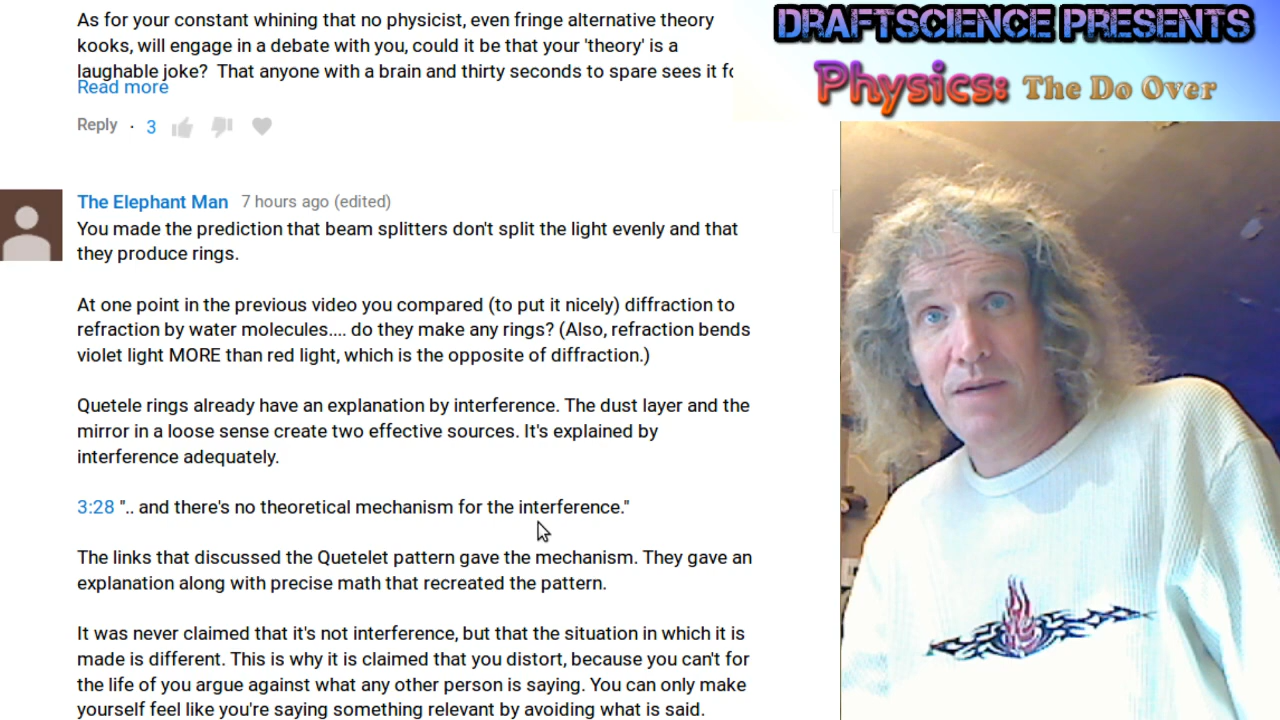 As for your constant whining that no physicist, even fringe alternative theory
kooks, will engage in a debate with you, could it be that your 'theory' is a
laughable joke?  That anyone with a brain and thirty seconds to spare sees it
Read more
Reply · 3
The Elephant Man 7 hours ago (edited)
You made the prediction that beam splitters don't split the light evenly and that
they produce rings.
At one point in the previous video you compared (to put it nicely) diffraction to
refraction by water molecules.... do they make any rings? (Also, refraction bends
violet light MORE than red light, which is the opposite of diffraction.)
Quetele rings already have an explanation by interference. The dust layer and the
mirror in a loose sense create two effective sources. It's explained by
interference adequately.
3:28 ".. and there's no theoretical mechanism for the interference."
The links that discussed the Quetelet pattern gave the mechanism. They gave an
explanation along with precise math that recreated the pattern.
It was never claimed that it's not interference, but that the situation in which it is
made is different. This is why it is claimed that you distort, because you can't for
the life of you argue against what any other person is saying. You can only make
yourself feel like you're saying something relevant by avoiding what is said.
DRAFTSCIENCE PRESENTS
Physics: The Do Over